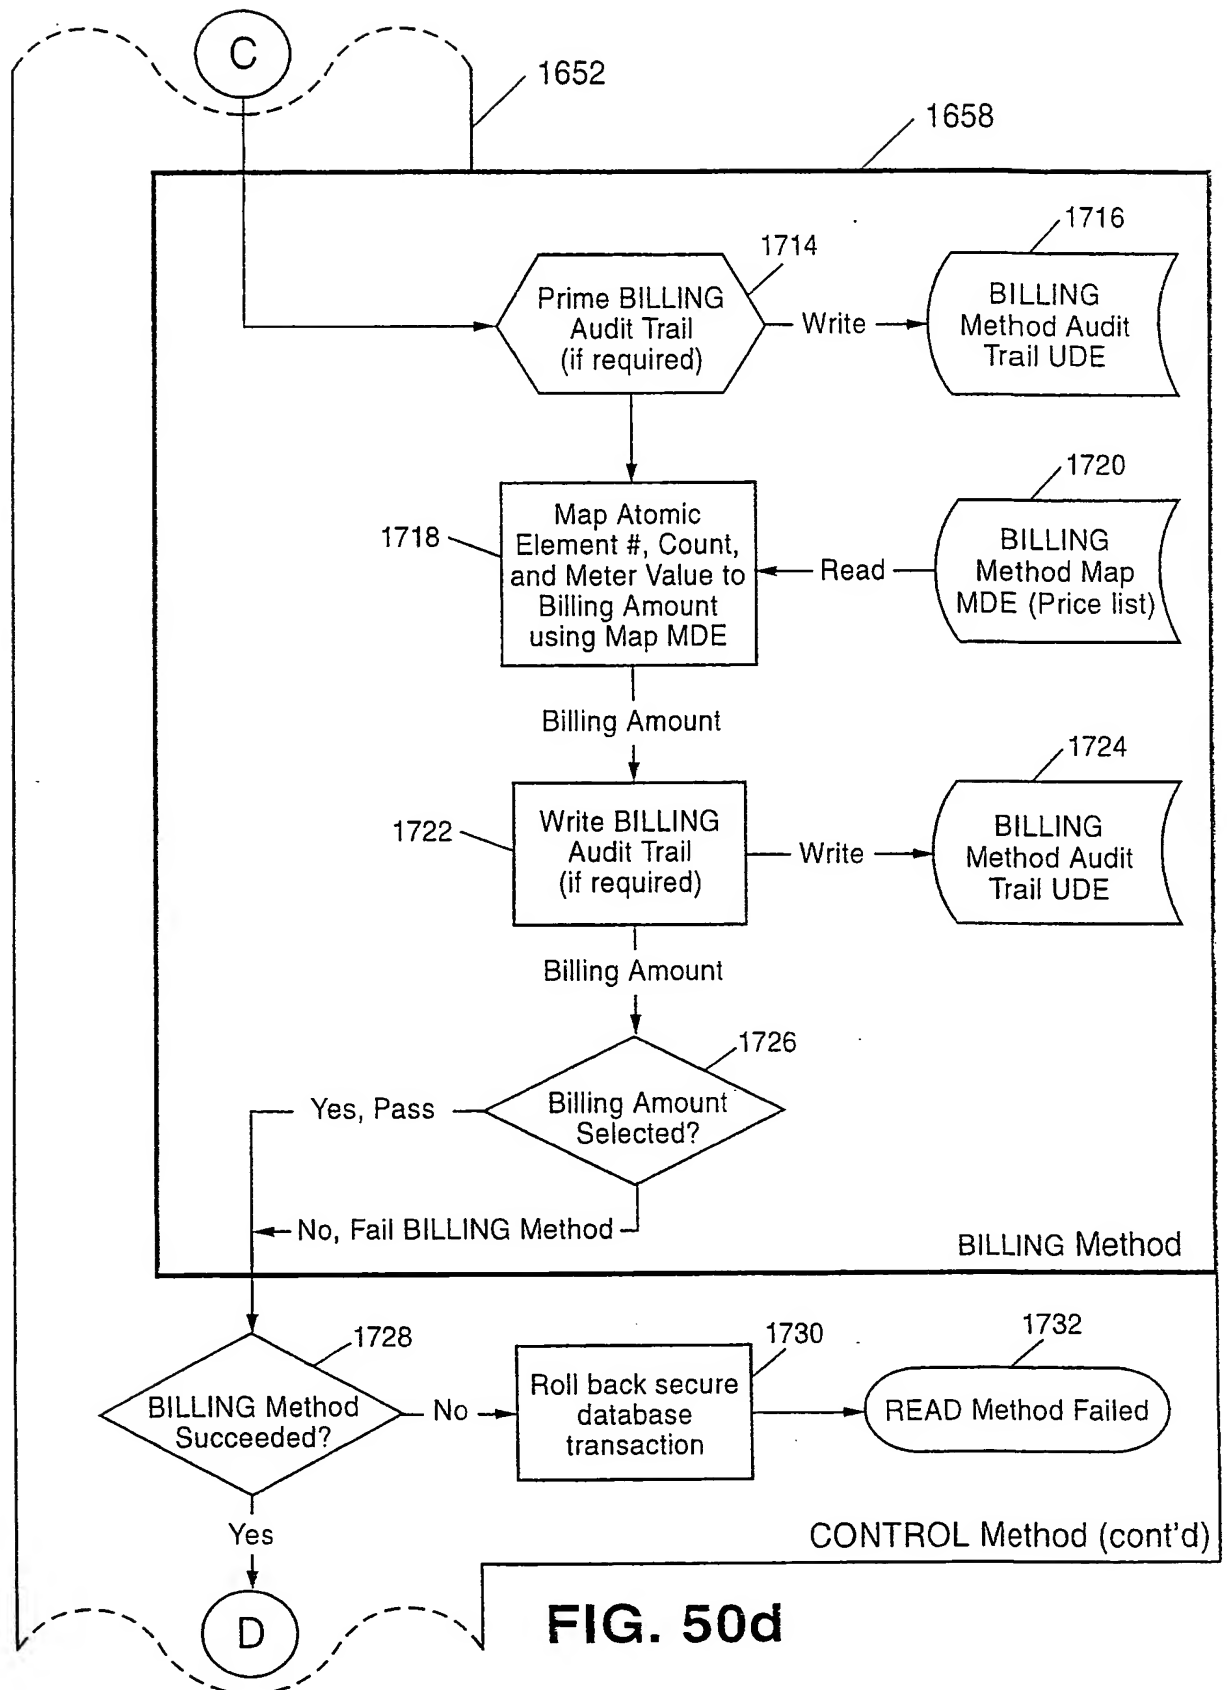 C
1652
1658
1714
1716
Prime BILLING
Audit Trail
(if required)
Write
BILLING
Method Audit
Trail UDE
1718
Map Atomic
Element #, Count,
and Meter Value to
Billing Amount
using Map MDE
Read
1720
BILLING
Method Map
MDE (Price list)
Billing Amount
1722
Write BILLING
Audit Trail
(if required)
Write
1724
BILLING
Method Audit
Trail UDE
Billing Amount
1726
Billing Amount
Selected?
Yes, Pass
No, Fail BILLING Method
BILLING Method
1728
BILLING Method
Succeeded?
No
1730
Roll back secure
database
transaction
1732
READ Method Failed
Yes
CONTROL Method (cont'd)
D
FIG. 50d